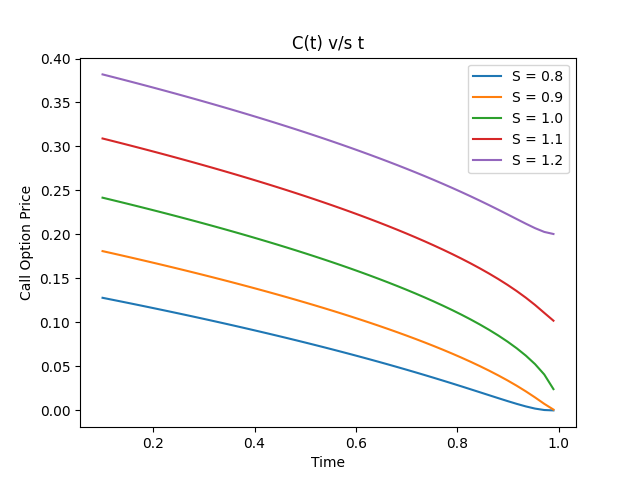 C(t) v/s t
S = 0.8
S = 0.9
S = 1.0
S = 1.1
S = 1.2
Call Option Price
0.40
0.35
0.30
0.25
0.20
0.15
0.10
0.05
0.00
0.2 0.4 0.6 0.8 1.0
Time